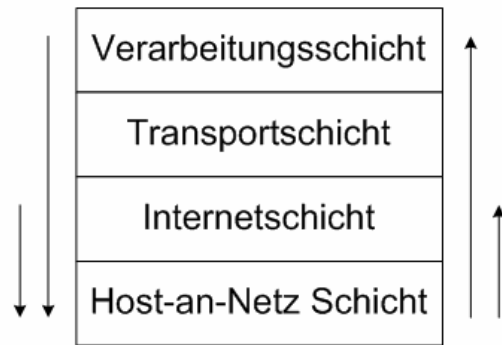 Verarbeitungsschicht
Transportschicht
Internetschicht
Host-an-Netz Schicht